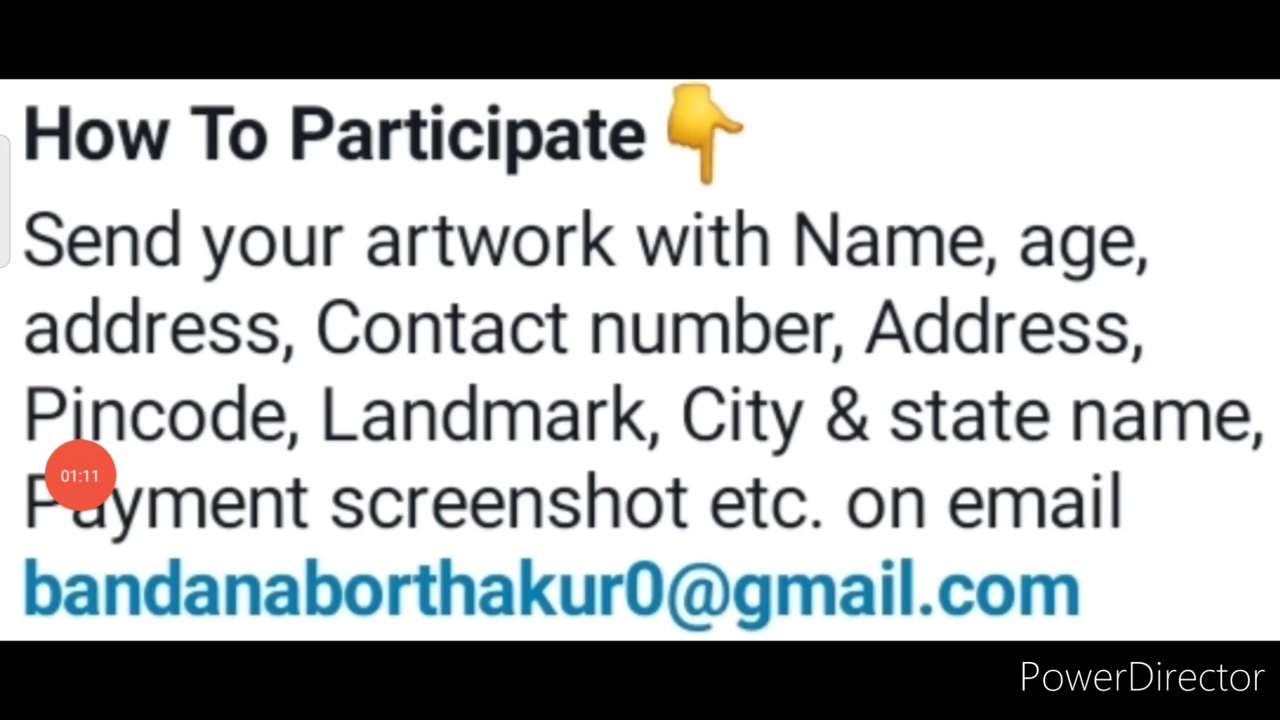 How To Participate 👇
Send your artwork with Name, age,
address, Contact number, Address,
Pincode, Landmark, City & state name,
01:11
Payment screenshot etc. on email
bandanaborthakur0@gmail.com
PowerDirector